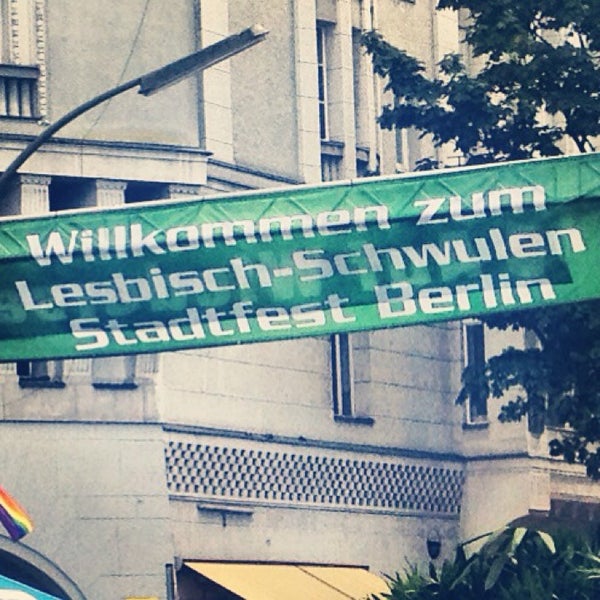 Willkommen zum
Lesbisch-Schwulen
Stadtfest Berlin